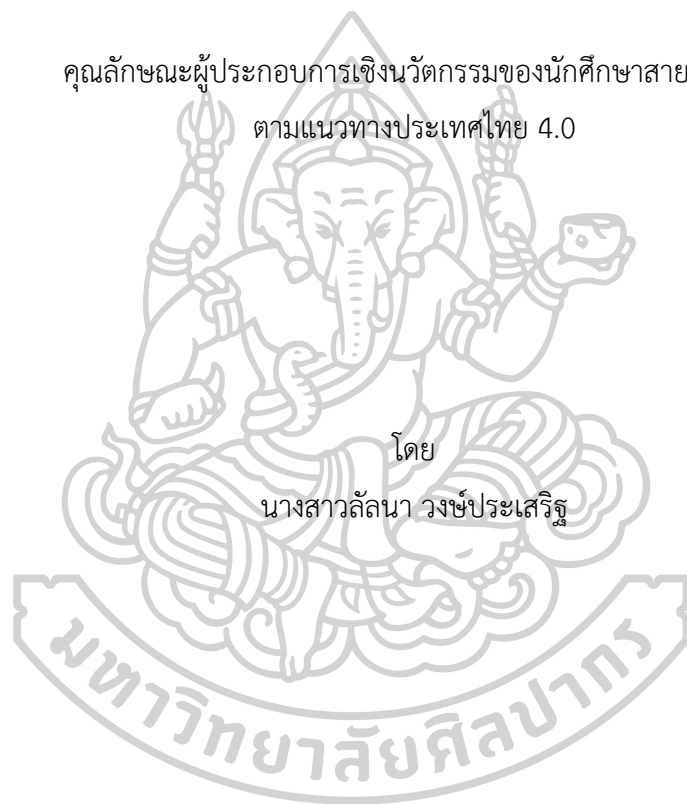 คุณลักษณะผู้ประกอบการเชิงนวัตกรรมของนักศึกษาสาย
ตามแนวทางประเทศไทย 4.0
โดย
นางสาวลัลนา วงษ์ประเสริฐ
มหาวิทยาลัยศิลปากร